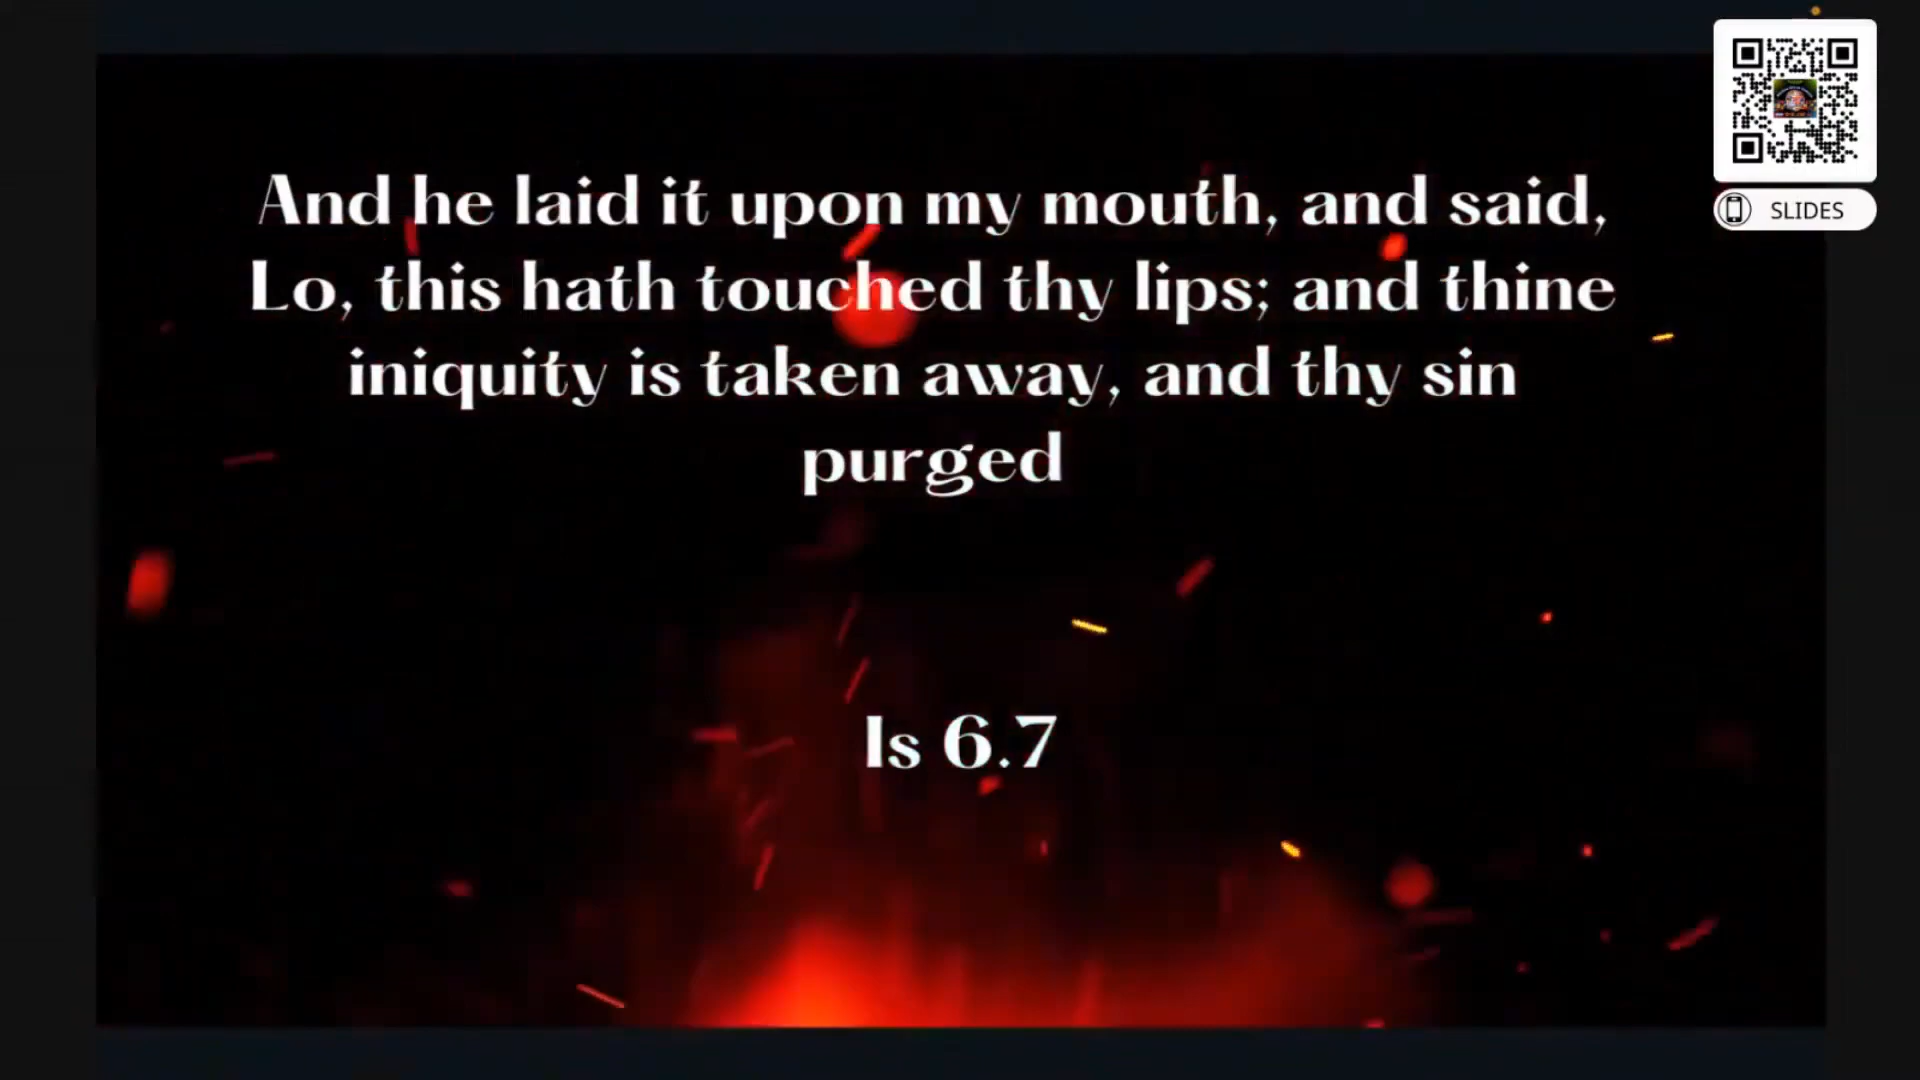 And he laid it upon my mouth, and said,
Lo, this hath touched thy lips; and thine
iniquity is taken away, and thy sin
purged
Is 6.7
SLIDES